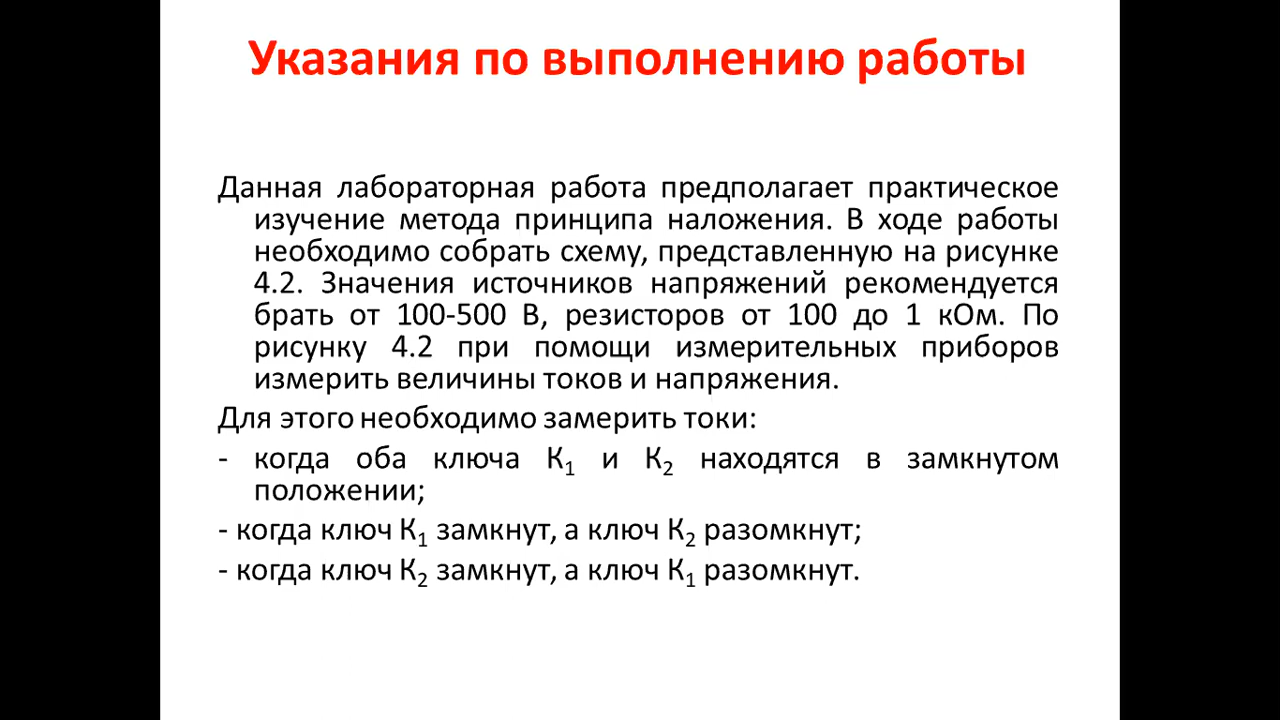 Указания по выполнению работы
Данная лабораторная работа предполагает практическое
изучение метода принципа наложения. В ходе работы
необходимо собрать схему, представленную на рисунке
4.2. Значения источников напряжений рекомендуется
брать от 100-500 В, резисторов от 100 до 1 кОм. По
рисунку 4.2 при помощи измерительных приборов
измерить величины токов и напряжения.
Для этого необходимо замерить токи:
- когда оба ключа К₁ и К₂ находятся в замкнутом
положении;
- когда ключ К₁ замкнут, а ключ К₂ разомкнут;
- когда ключ К₂ замкнут, а ключ К₁ разомкнут.